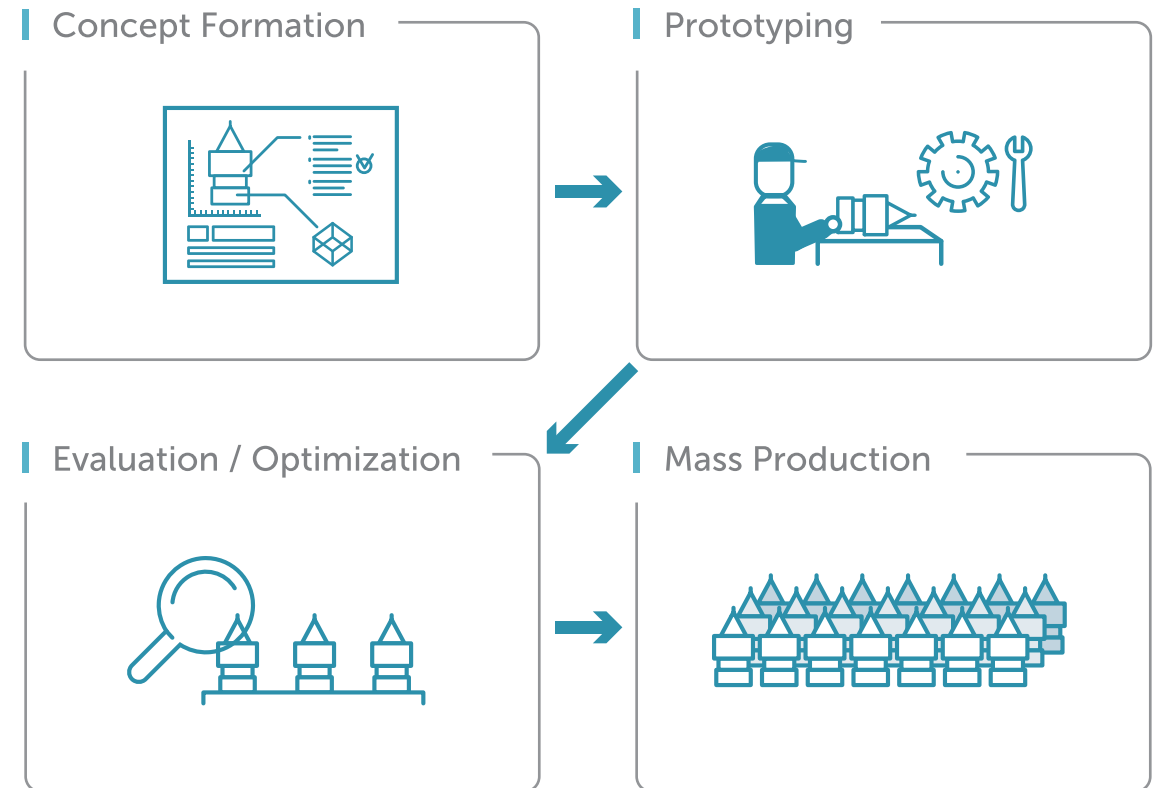 Concept Formation
Prototyping
Evaluation / Optimization
Mass Production